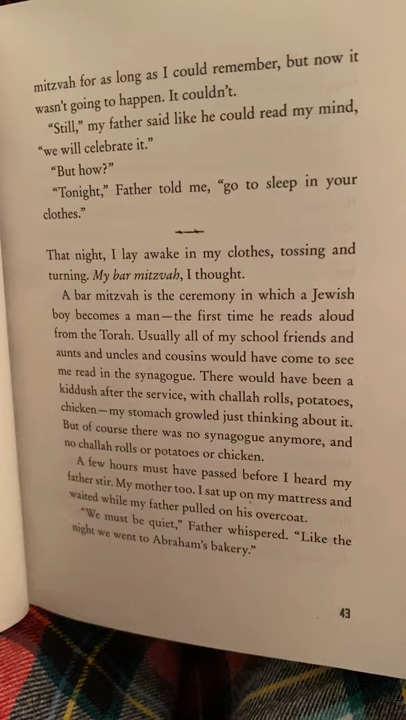 mitzvah for as long as I could remember, but now it
wasn't going to happen. It couldn't.
“Still,” my father said like he could read my mind,
“we will celebrate it.”
“But how?”
“Tonight,” Father told me, “go to sleep in your
clothes.”
That night, I lay awake in my clothes, tossing and
turning. My bar mitzvah, I thought.
A bar mitzvah is the ceremony in which a Jewish
boy becomes a man—the first time he reads aloud
from the Torah. Usually all of my school friends and
aunts and uncles and cousins would have come to see
me read in the synagogue. There would have been a
kiddush after the service, with challah rolls, potatoes,
chicken—my stomach growled just thinking about it.
But of course there was no synagogue anymore, and
no challah rolls or potatoes or chicken.
A few hours must have passed before I heard my
father stir. My mother too. I sat up on my mattress and
waited while my father pulled on his overcoat.
“We must be quiet,” Father whispered. “Like the
night we went to Abraham's bakery.”
43